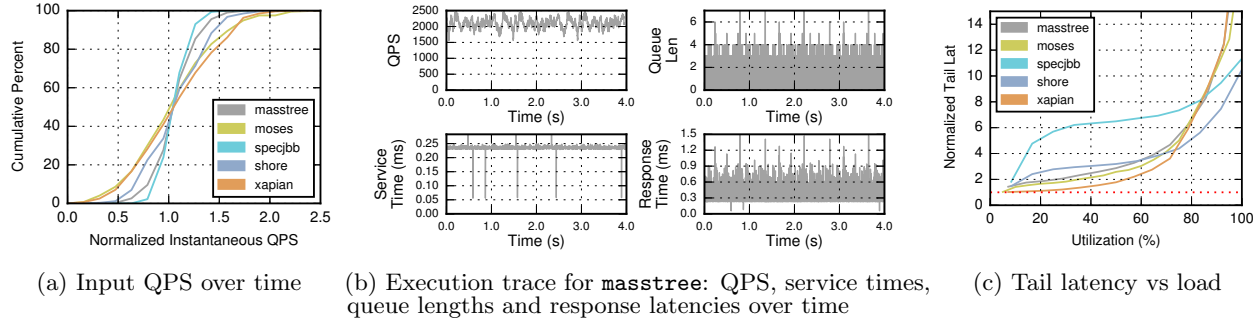 Cumulative Percent
100
80
60
40
20
0
0.0 0.5 1.0 1.5 2.0 2.5
Normalized Instantaneous QPS
masstree
moses
specjbb
shore
xapian
(a) Input QPS over time
QPS
2500
2000
1500
1000
500
0
0.0 1.0 2.0 3.0 4.0
Time (s)
Queue
Len
6
4
2
0
0.0 1.0 2.0 3.0 4.0
Time (s)
Service
Time (ms)
0.25
0.20
0.15
0.10
0.05
0.00
0.0 1.0 2.0 3.0 4.0
Time (s)
Response
Time (ms)
1.5
1.2
0.9
0.6
0.3
0.0
0.0 1.0 2.0 3.0 4.0
Time (s)
(b) Execution trace for masstree: QPS, service times,
queue lengths and response latencies over time
Normalized Tail Lat
14
12
10
8
6
4
2
0
0 20 40 60 80 100
Utilization (%)
masstree
moses
specjbb
shore
xapian
(c) Tail latency vs load